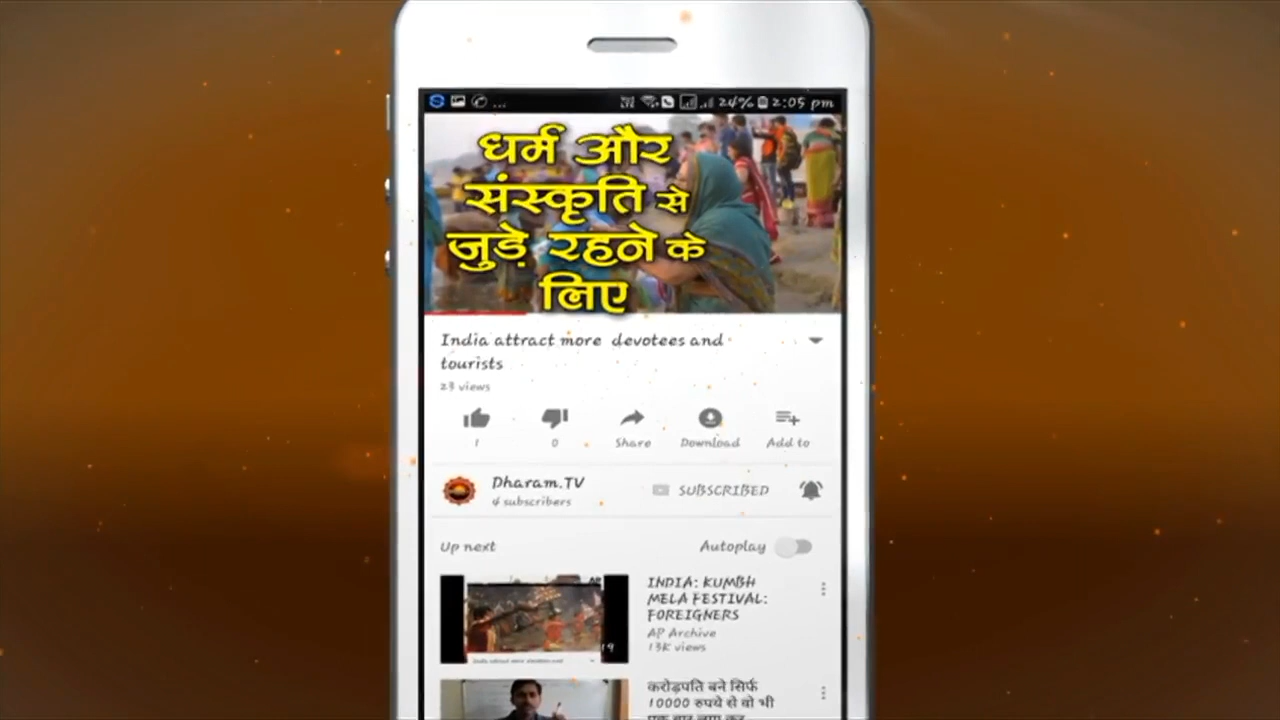 24% 2:05 pm
धर्म और
संस्कृति से
जुड़े रहने के
लिए
India attract more devotees and
tourists
23 views
1
0
Share
Download
Add to
Dharam.TV
4 subscribers
SUBSCRIBED
Up next
Autoplay
INDIA: KUMBH
MELA FESTIVAL:
FOREIGNERS
AP Archive
13K views
करोड़पति बने सिर्फ
10000 रुपये से वो भी